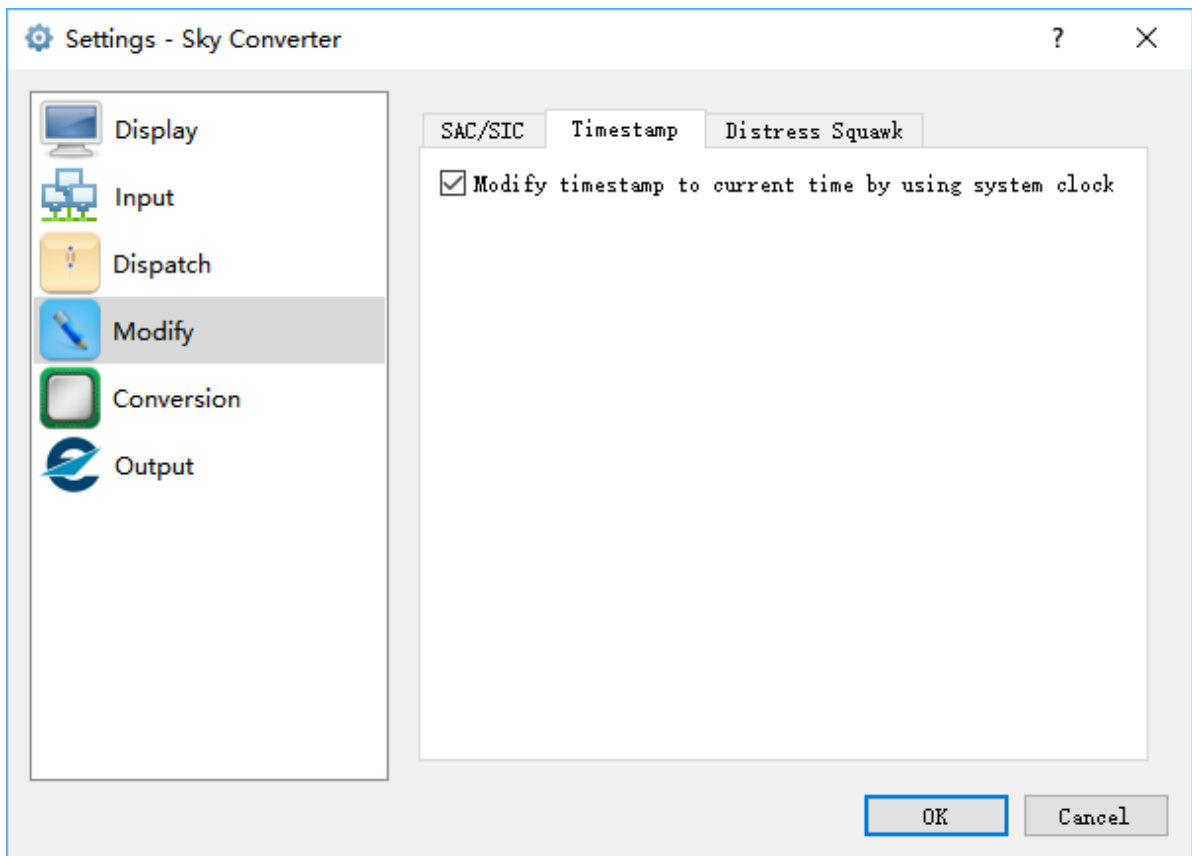 Settings - Sky Converter
?
Display
Input
Dispatch
Modify
Conversion
Output
SAC/SIC Timestamp Distress Squawk
Modify timestamp to current time by using system clock
OK Cancel